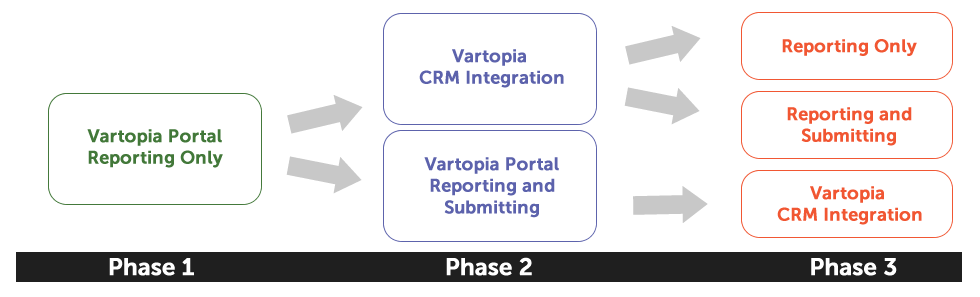 Vartopia Portal
Reporting Only
Vartopia
CRM Integration
Vartopia Portal
Reporting and
Submitting
Reporting Only
Reporting and
Submitting
Vartopia
CRM Integration
Phase 1
Phase 2
Phase 3